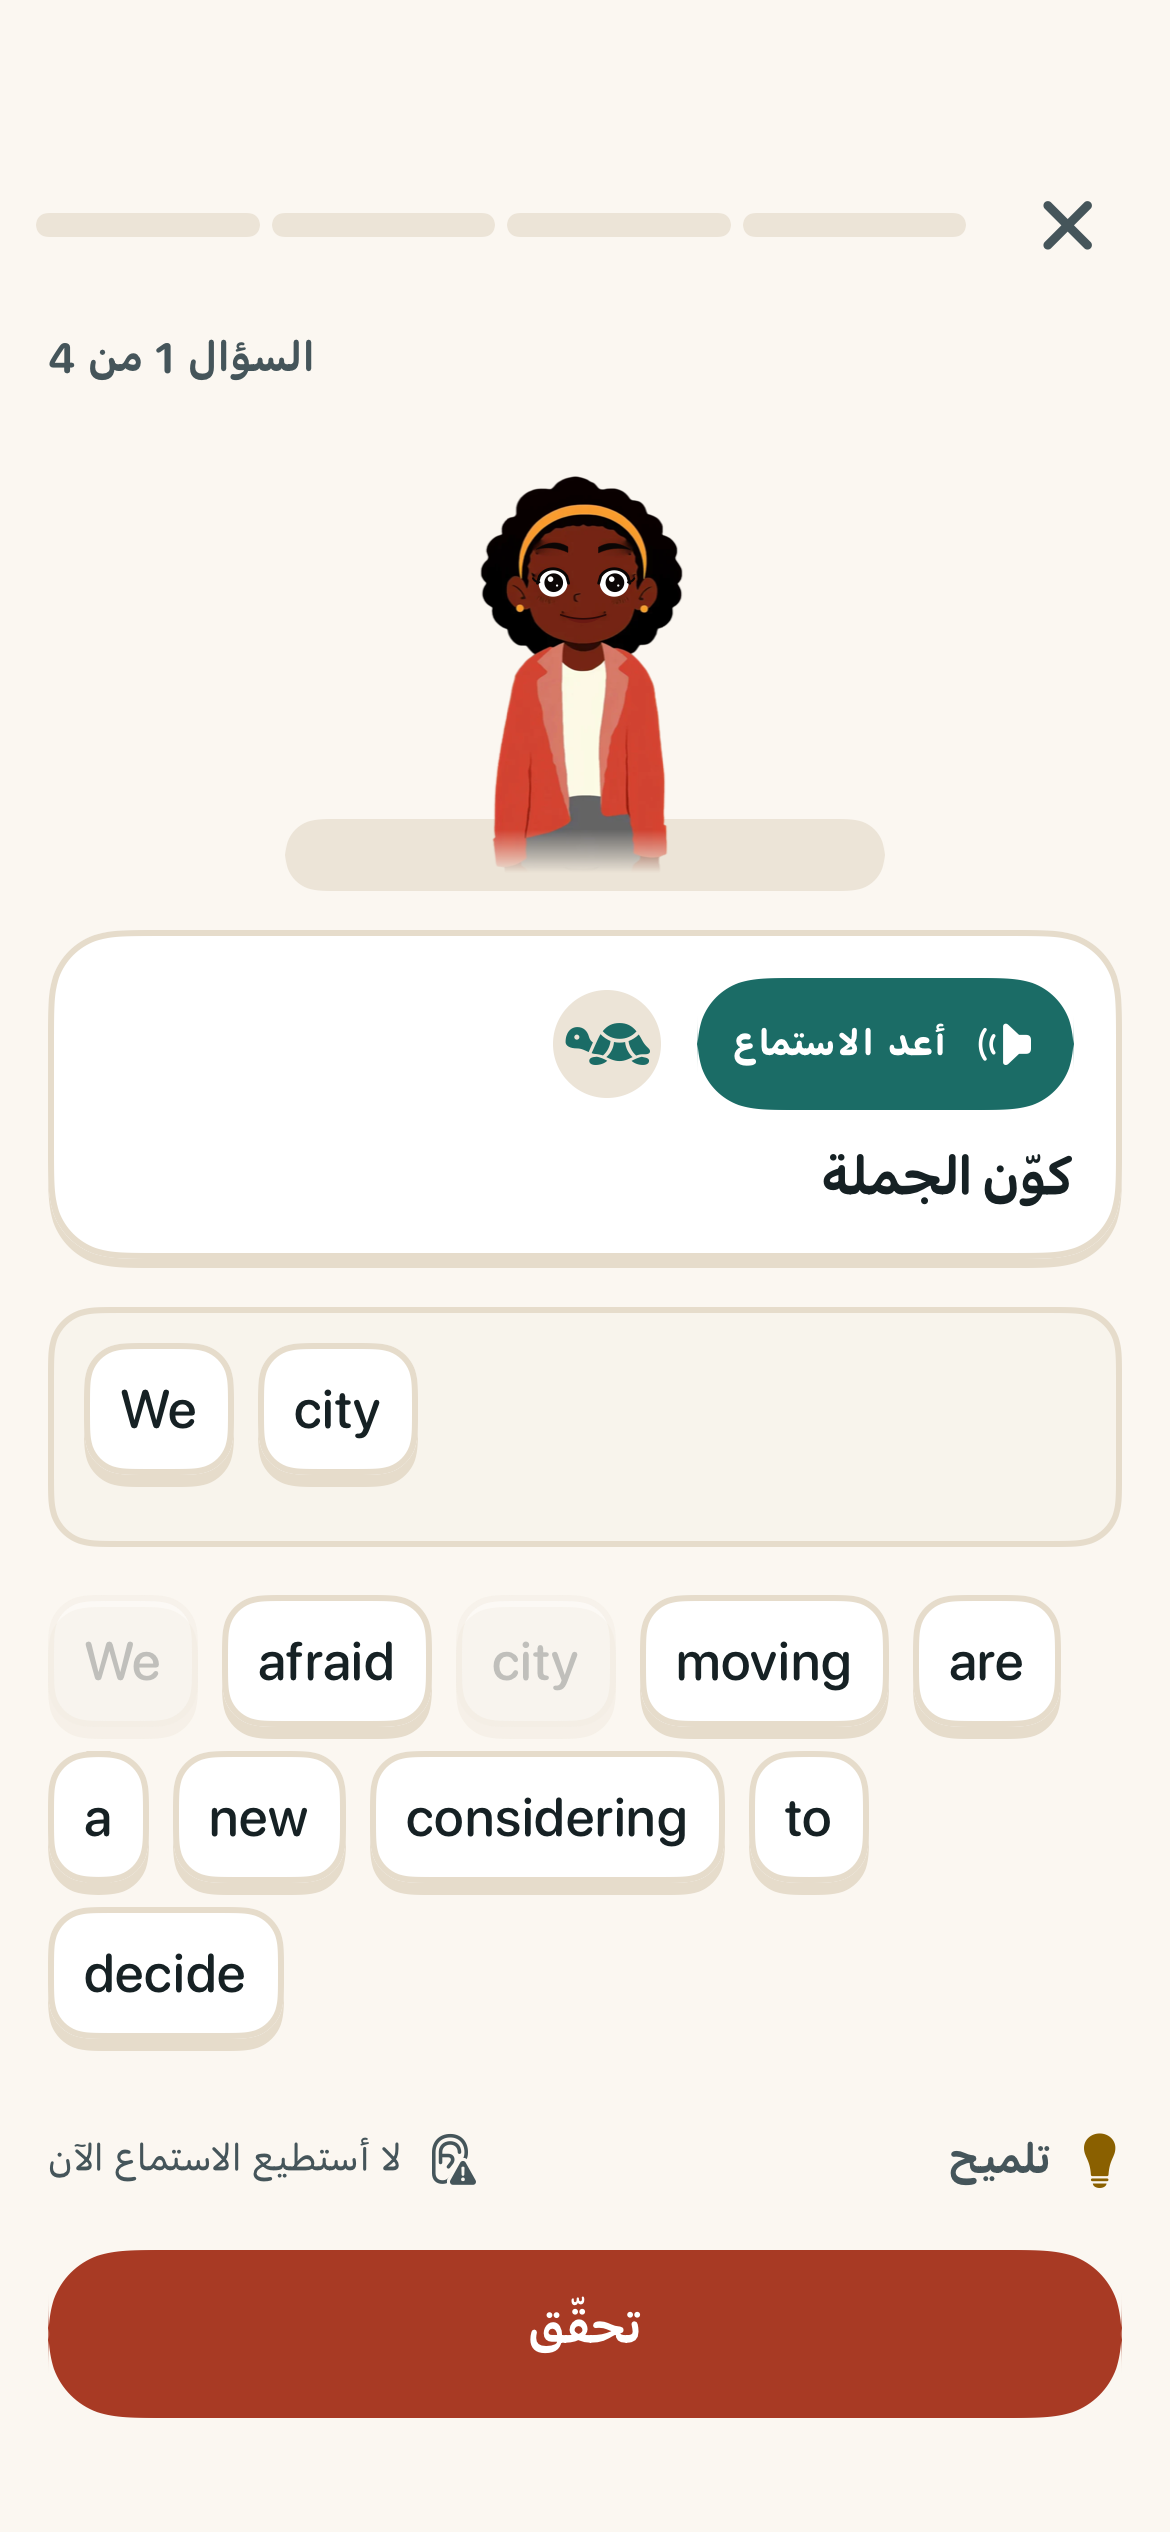 السؤال 1 من 4
أعد الاستماع
كوّن الجملة
We city
We afraid city moving are
a new considering to
decide
تلميح لا أستطيع الاستماع الآن
تحقّق